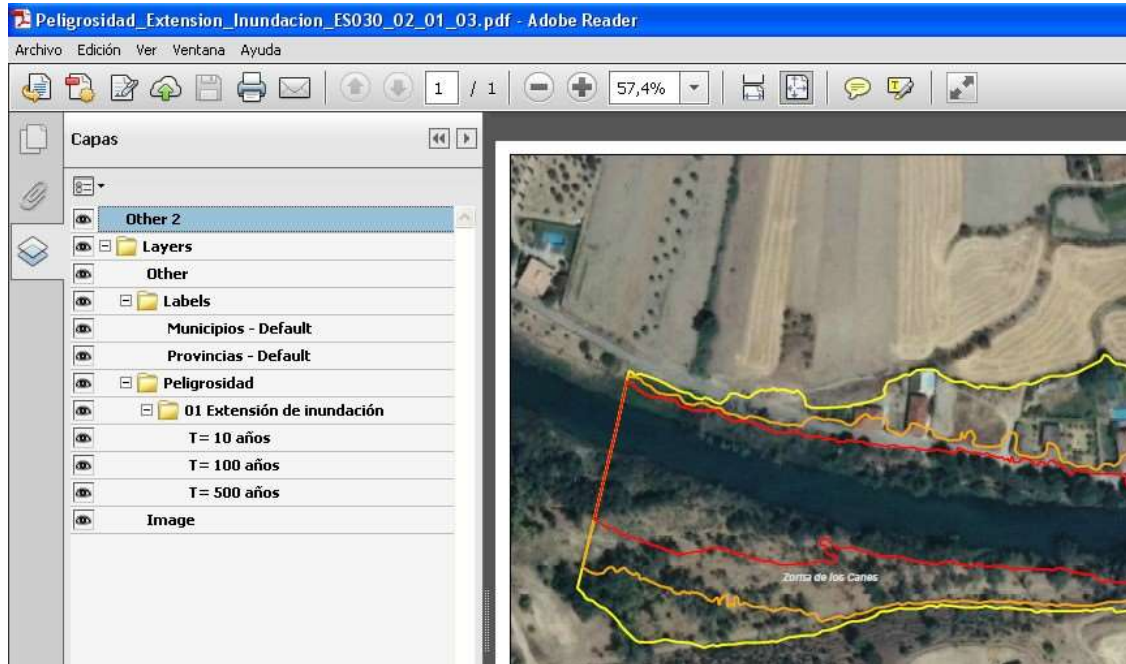 Peligrosidad_Extension_Inundacion_ES030_02_01_03.pdf - Adobe Reader
Archivo Edición Ver Ventana Ayuda
1 / 1 57,4%
Capas
Other 2
Layers
Other
Labels
Municipios - Default
Provincias - Default
Peligrosidad
01 Extensión de inundación
T= 10 años
T= 100 años
T= 500 años
Image
Zorita de los Canes